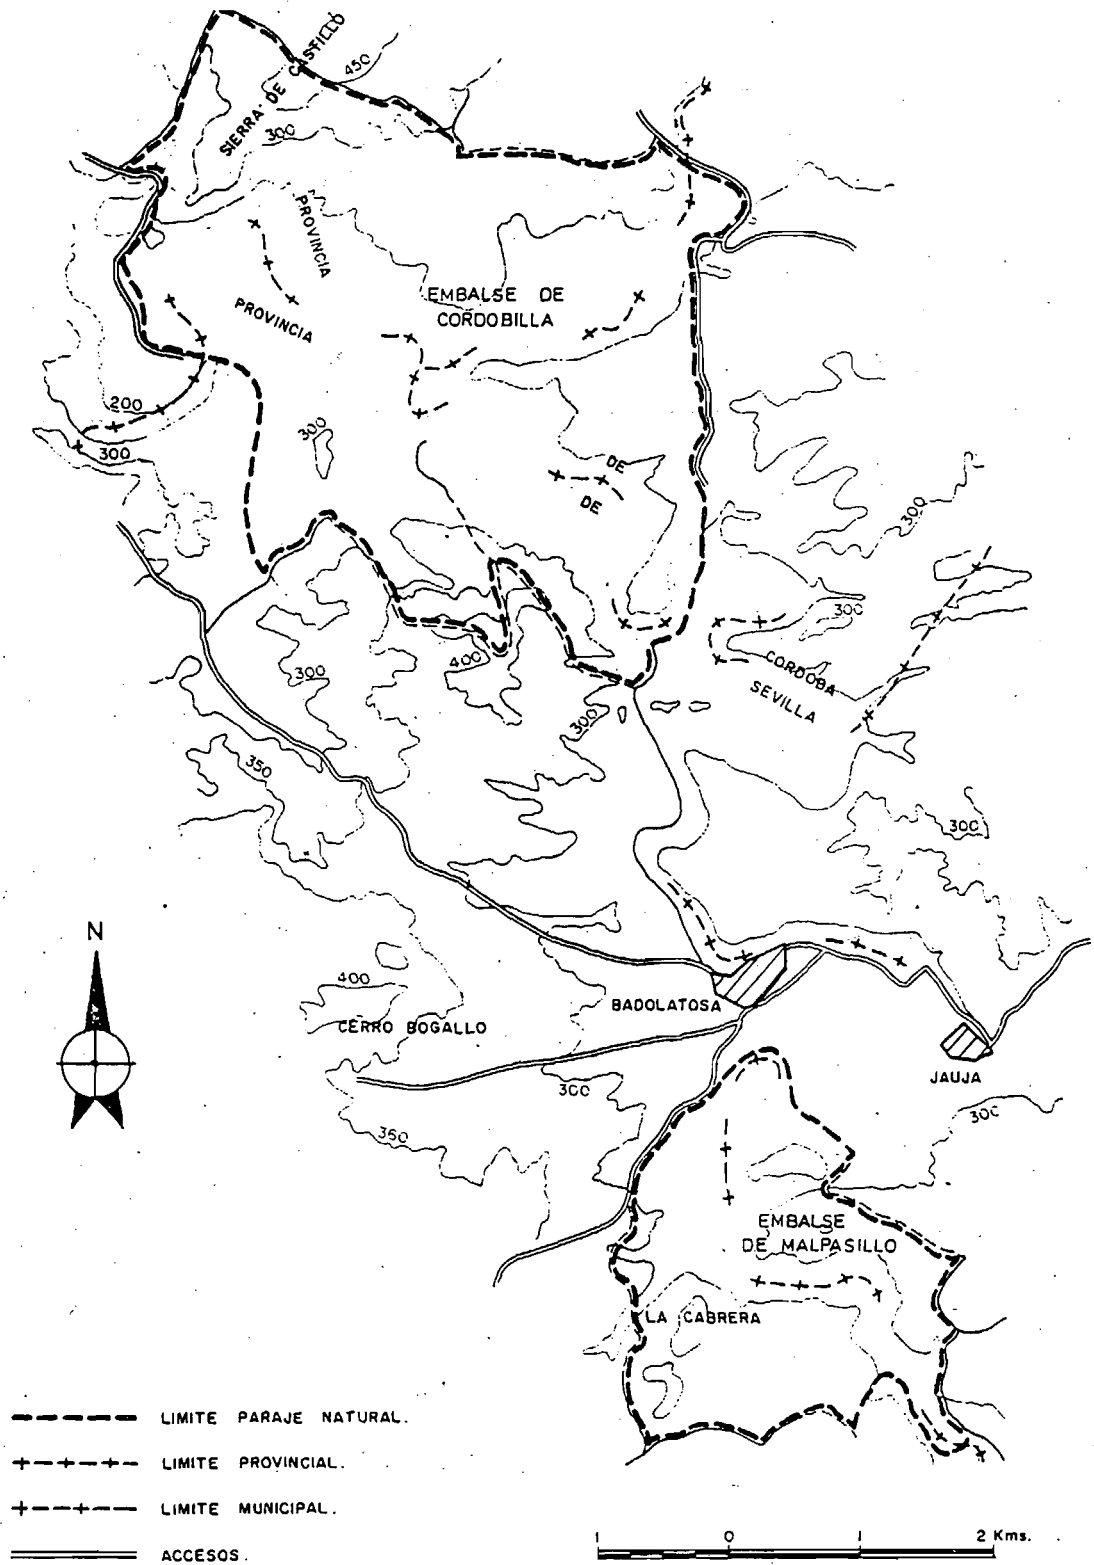 SIERRA DE CASTILLO
450
300
PROVINCIA
PROVINCIA
EMBALSE DE
CORDOBILLA
200
300
300
DE
DE
300
300
400
300
CORDOBA
SEVILLA
300
350
300
N
400
CERRO BOGALLO
BADOLATOSA
JAUJA
300
300
350
EMBALSE
DE MALPASILLO
LA CABRERA
LIMITE PARAJE NATURAL.
LIMITE PROVINCIAL.
LIMITE MUNICIPAL.
ACCESOS.
1 0 1 2 Kms.